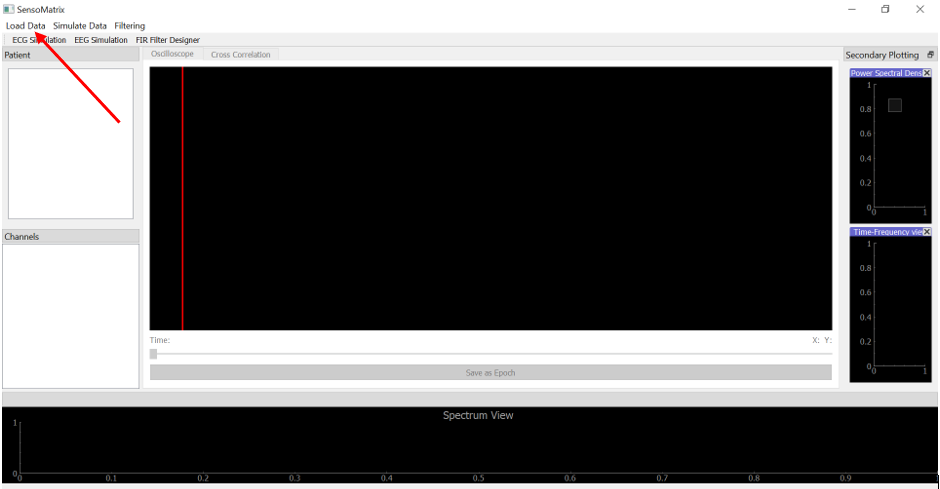 SensoMatrix
Load Data Simulate Data Filtering
ECG Simulation EEG Simulation FIR Filter Designer
Patient
Oscilloscope Cross Correlation
Secondary Plotting
Power Spectral Dens
1
0.8
0.6
0.4
0.2
0
0 1
Channels
Time-Frequency vie
1
0.8
0.6
0.4
0.2
0
0 1
Time: X: Y:
Save as Epoch
Spectrum View
1
0
0 0.1 0.2 0.3 0.4 0.5 0.6 0.7 0.8 0.9